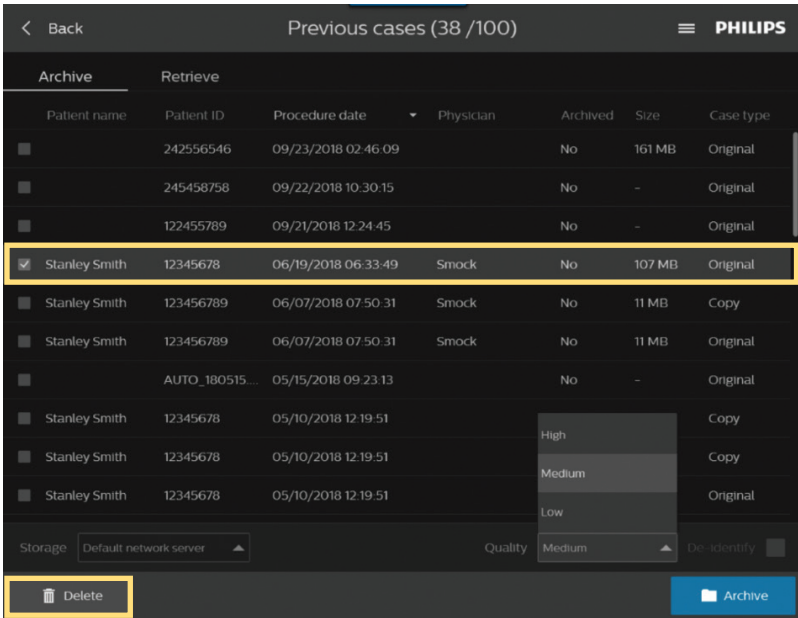 Back Previous cases (38 /100) PHILIPS
Archive Retrieve
Patient name Patient ID Procedure date Physician Archived Size Case type
242556546 09/23/2018 02:46:09 No 161 MB Original
245458758 09/22/2018 10:30:15 No - Original
122455789 09/21/2018 12:24:45 No - Original
Stanley Smith 12345678 06/19/2018 06:33:49 Smock No 107 MB Original
Stanley Smith 123456789 06/07/2018 07:50:31 Smock No 11 MB Copy
Stanley Smith 123456789 06/07/2018 07:50:31 Smock No 11 MB Original
AUTO_180515.... 05/15/2018 09:23:13 No - Original
Stanley Smith 12345678 05/10/2018 12:19:51 Copy
High
Stanley Smith 12345678 05/10/2018 12:19:51 Copy
Medium
Stanley Smith 12345678 05/10/2018 12:19:51 Original
Low
Storage Default network server Quality Medium De-identify
Delete Archive